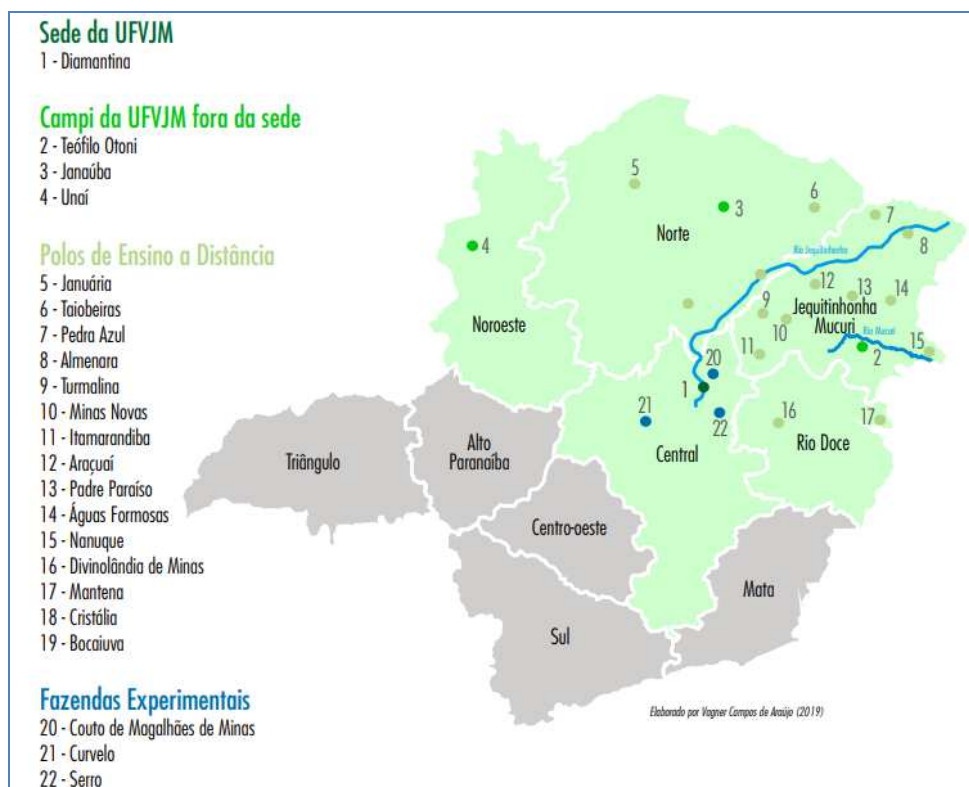 Sede da UFVJM
1 - Diamantina
Campi da UFVJM fora da sede
2 - Teófilo Otoni
3 - Janaúba
4 - Unaí
Polos de Ensino a Distância
5 - Januária
6 - Taiobeiras
7 - Pedra Azul
8 - Almenara
9 - Turmalina
10 - Minas Novas
11 - Itamarandiba
12 - Araçuaí
13 - Padre Paraíso
14 - Águas Formosas
15 - Nanuque
16 - Divinolândia de Minas
17 - Mantena
18 - Cristália
19 - Bocaiuva
Fazendas Experimentais
20 - Couto de Magalhães de Minas
21 - Curvelo
22 - Serro
5
6
3
7
Norte
8
4
Rio Jequitinhonha
12
13
14
Noroeste
9
Jequitinhonha
Mucuri
10
Rio Mucuri
11
2
15
20
1
21
22
16
17
Rio Doce
Central
Triângulo
Alto
Paranaíba
Centro-oeste
Mata
Sul
Elaborado por Vagner Campos de Araújo (2019)